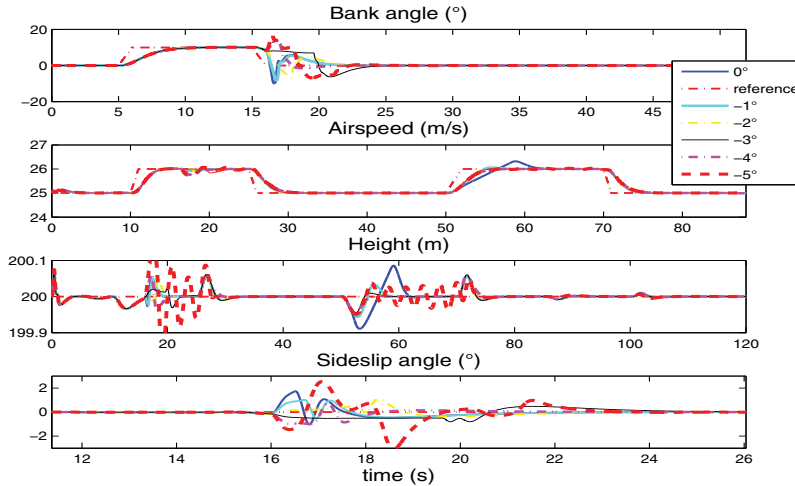 Bank angle (°)
20
0
−20
0 5 10 15 20 25 30 35 40 45
0°
reference
−1°
−2°
−3°
−4°
−5°
Airspeed (m/s)
27
26
25
24
0 10 20 30 40 50 60 70 80
Height (m)
200.1
200
199.9
0 20 40 60 80 100 120
Sideslip angle (°)
2
0
−2
12 14 16 18 20 22 24 26
time (s)